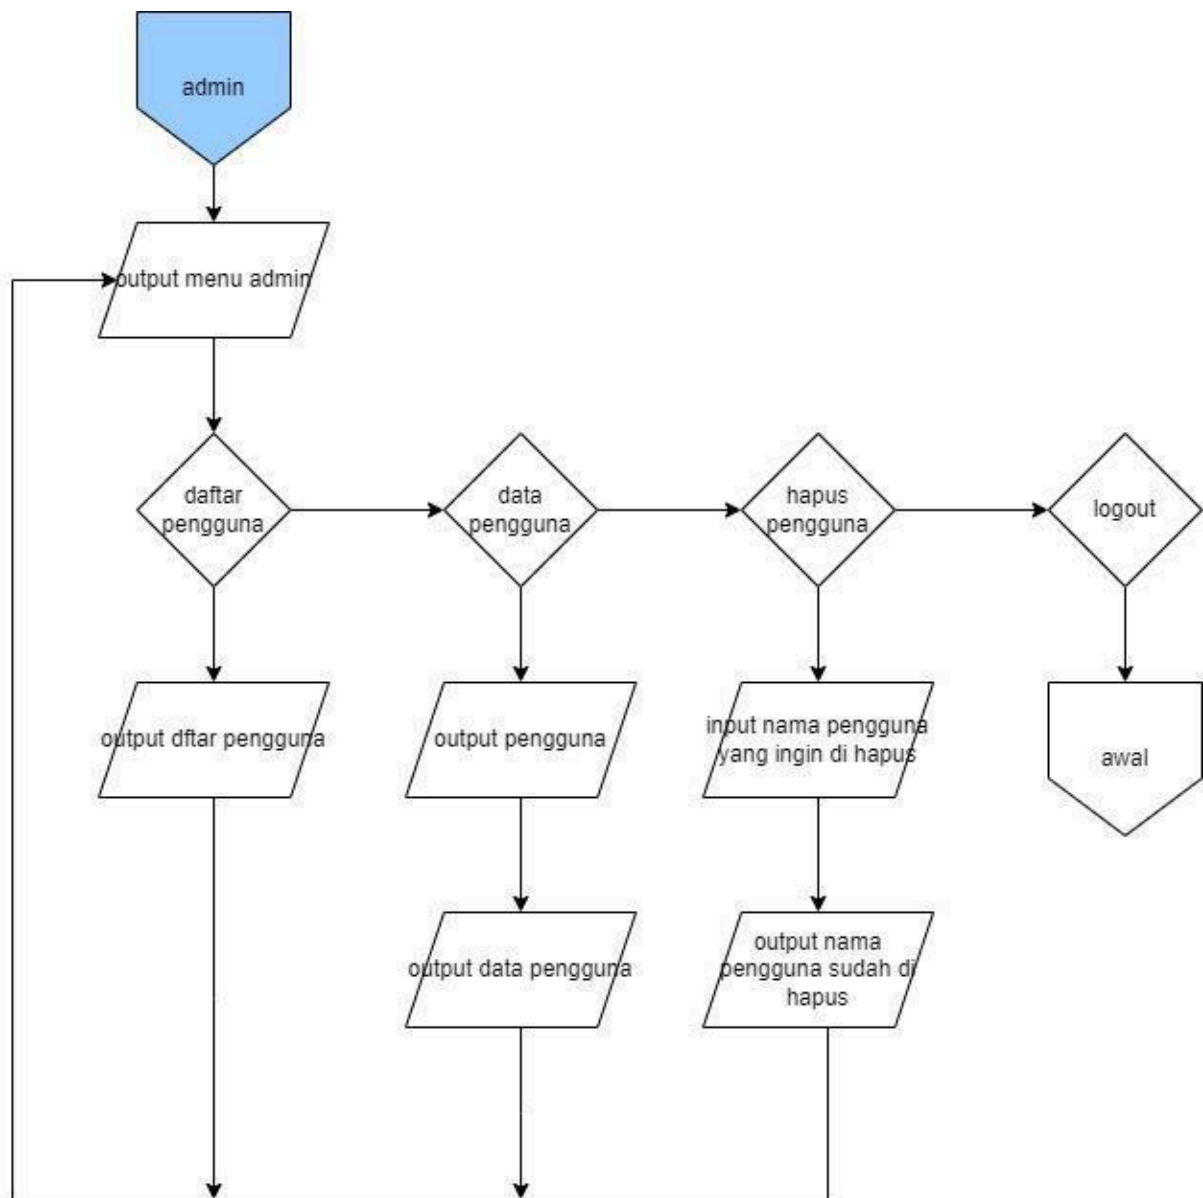 admin
output menu admin
daftar
pengguna
data
pengguna
hapus
pengguna
logout
output dftar pengguna
output pengguna
input nama pengguna
yang ingin di hapus
awal
output data pengguna
output nama
pengguna sudah di
hapus